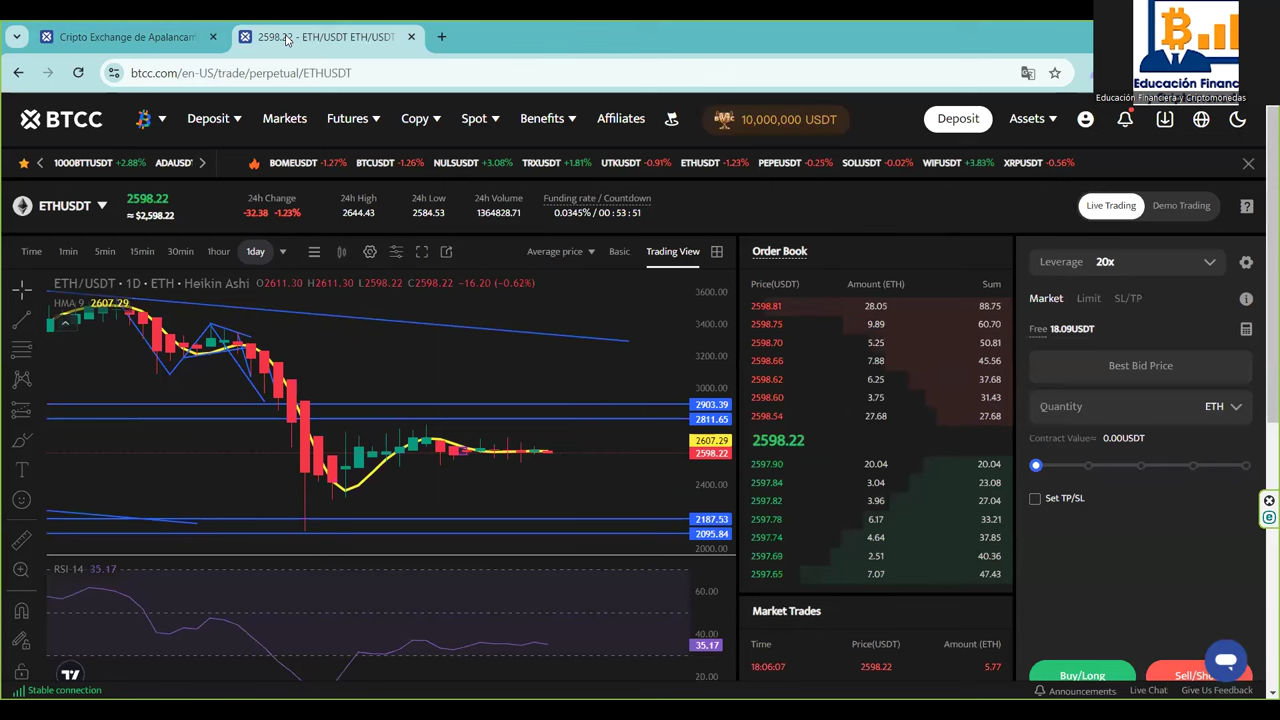 Cripto Exchange de Apalancam
2598.22 - ETH/USDT ETH/USDT
Educación Financ
Educación Financiera y Criptomonedas
btcc.com/en-US/trade/perpetual/ETHUSDT
BTCC
Deposit
Markets
Futures
Copy
Spot
Benefits
Affiliates
10,000,000 USDT
Deposit
Assets
1000BTTUSDT +2.88% ADAUSD
BOMEUSDT -1.27% BTCUSDT -1.26% NULSUSDT +3.08% TRXUSDT +1.81% UTKUSDT -0.91% ETHUSDT -1.23% PEPEUSDT -0.25% SOLUSDT -0.02% WIFUSDT +3.83% XRPUSDT -0.56%
ETHUSDT
2598.22
≈ $2,598.22
24h Change
-32.38 -1.23%
24h High
2644.43
24h Low
2584.53
24h Volume
1364828.71
Funding rate / Countdown
0.0345% / 00 : 53 : 51
Live Trading
Demo Trading
Time 1min 5min 15min 30min 1hour 1day
Average price
Basic
Trading View
ETH/USDT · 1D · ETH · Heikin Ashi O2611.30 H2611.30 L2598.22 C2598.22 -16.20 (-0.62%)
HMA 9 2607.29
3600.00
3400.00
3200.00
3000.00
2903.39
2811.65
2607.29
2598.22
2400.00
2187.53
2095.84
2000.00
RSI 14 35.17
60.00
40.00
35.17
20.00
Order Book
Price(USDT) Amount (ETH) Sum
2598.81 28.05 88.75
2598.75 9.89 60.70
2598.70 5.25 50.81
2598.66 7.88 45.56
2598.62 6.25 37.68
2598.60 3.75 31.43
2598.54 27.68 27.68
2598.22
2597.90 20.04 20.04
2597.84 3.04 23.08
2597.82 3.96 27.04
2597.78 6.17 33.21
2597.74 4.64 37.85
2597.69 2.51 40.36
2597.65 7.07 47.43
Market Trades
Time Price(USDT) Amount (ETH)
18:06:07 2598.22 5.77
Leverage 20x
Market Limit SL/TP
Free 18.09USDT
Best Bid Price
Quantity ETH
Contract Value≈ 0.00USDT
Set TP/SL
Buy/Long
Sell/Sho
Stable connection
Announcements Live Chat Give Us Feedback